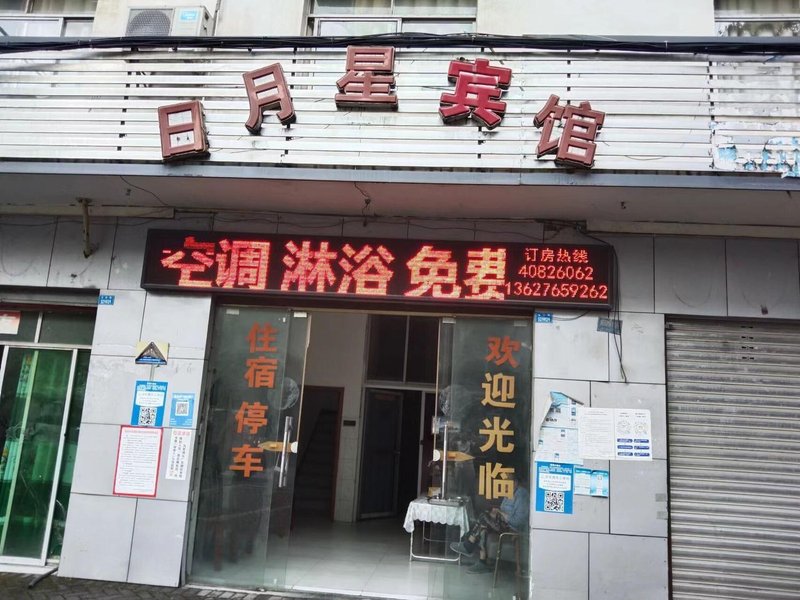 日月星宾馆
空调 淋浴 免费
订房热线
40826062
13627659262
住宿 停车
欢迎光临